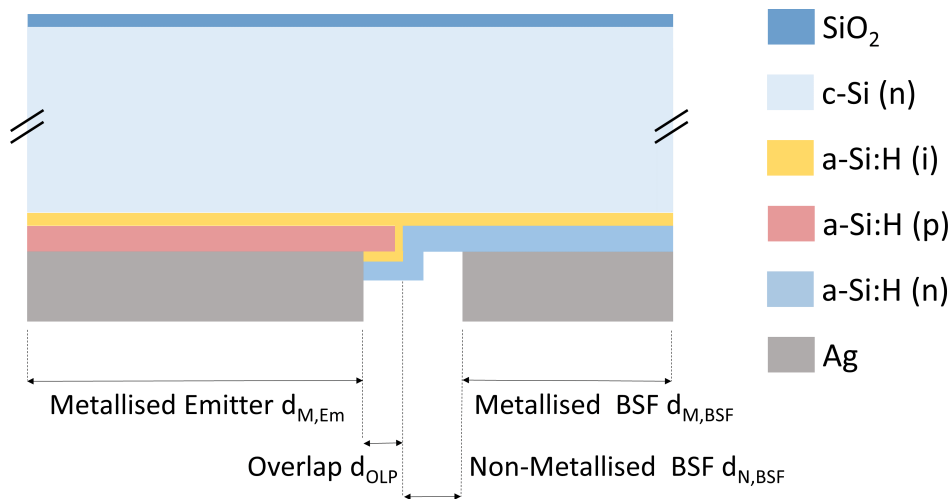 SiO2
c-Si (n)
a-Si:H (i)
a-Si:H (p)
a-Si:H (n)
Ag
Metallised Emitter dM,Em
Metallised BSF dM,BSF
Overlap dOLP
Non-Metallised BSF dN,BSF